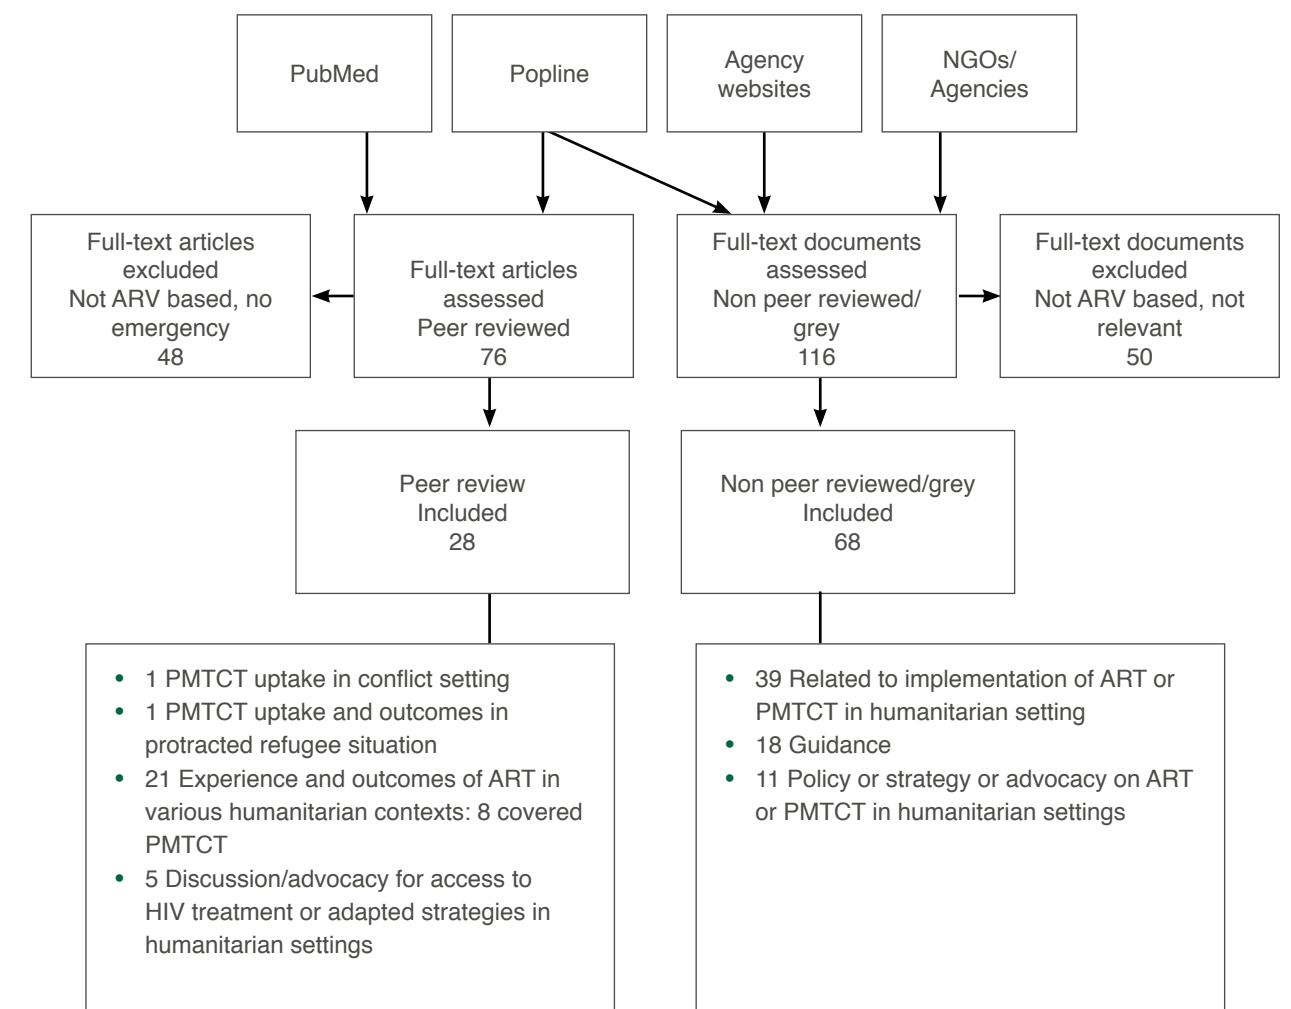 PubMed
Popline
Agency
websites
NGOs/
Agencies
Full-text articles
excluded
Not ARV based, no
emergency
48
Full-text articles
assessed
Peer reviewed
76
Full-text documents
assessed
Non peer reviewed/
grey
116
Full-text documents
excluded
Not ARV based, not
relevant
50
Peer review
Included
28
Non peer reviewed/grey
Included
68
• 1 PMTCT uptake in conflict setting
• 1 PMTCT uptake and outcomes in
protracted refugee situation
• 21 Experience and outcomes of ART in
various humanitarian contexts: 8 covered
PMTCT
• 5 Discussion/advocacy for access to
HIV treatment or adapted strategies in
humanitarian settings
• 39 Related to implementation of ART or
PMTCT in humanitarian setting
• 18 Guidance
• 11 Policy or strategy or advocacy on ART
or PMTCT in humanitarian settings